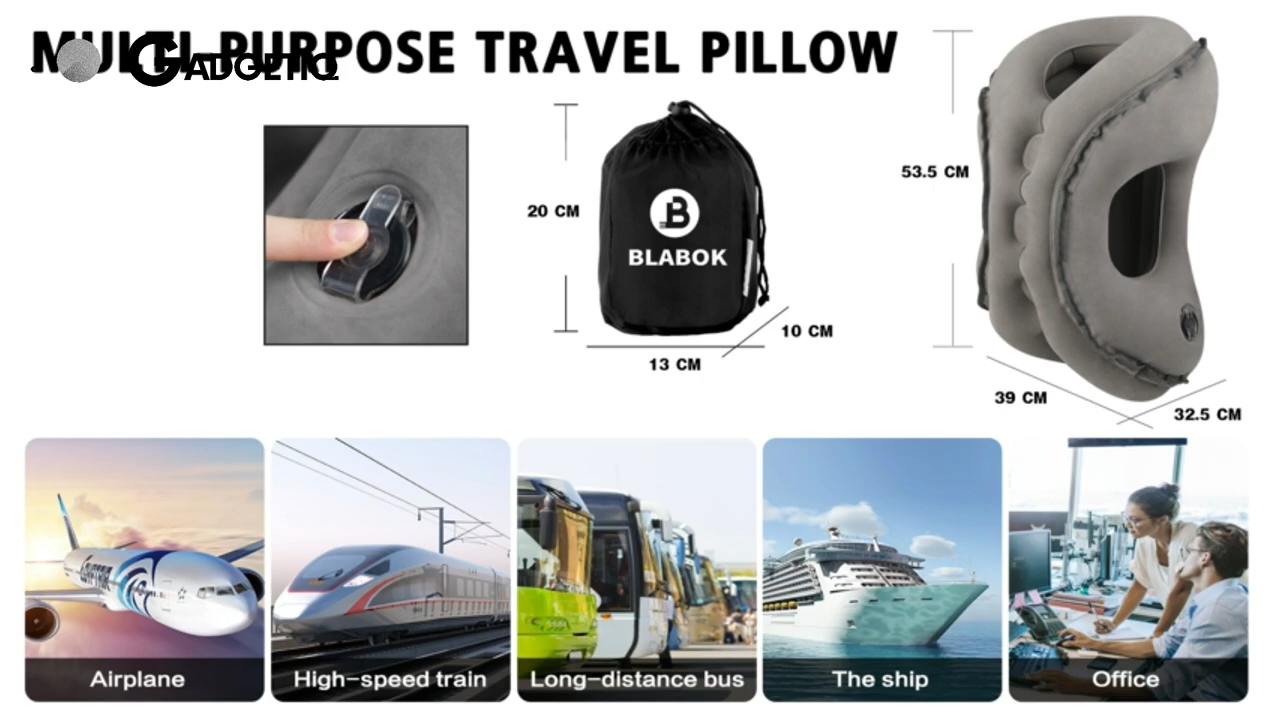 MULTI-PURPOSE TRAVEL PILLOW
GADGETIQ
20 CM
B
BLABOK
10 CM
13 CM
53.5 CM
39 CM
32.5 CM
EGYPTAIR
Airplane
High-speed train
Long-distance bus
The ship
Office